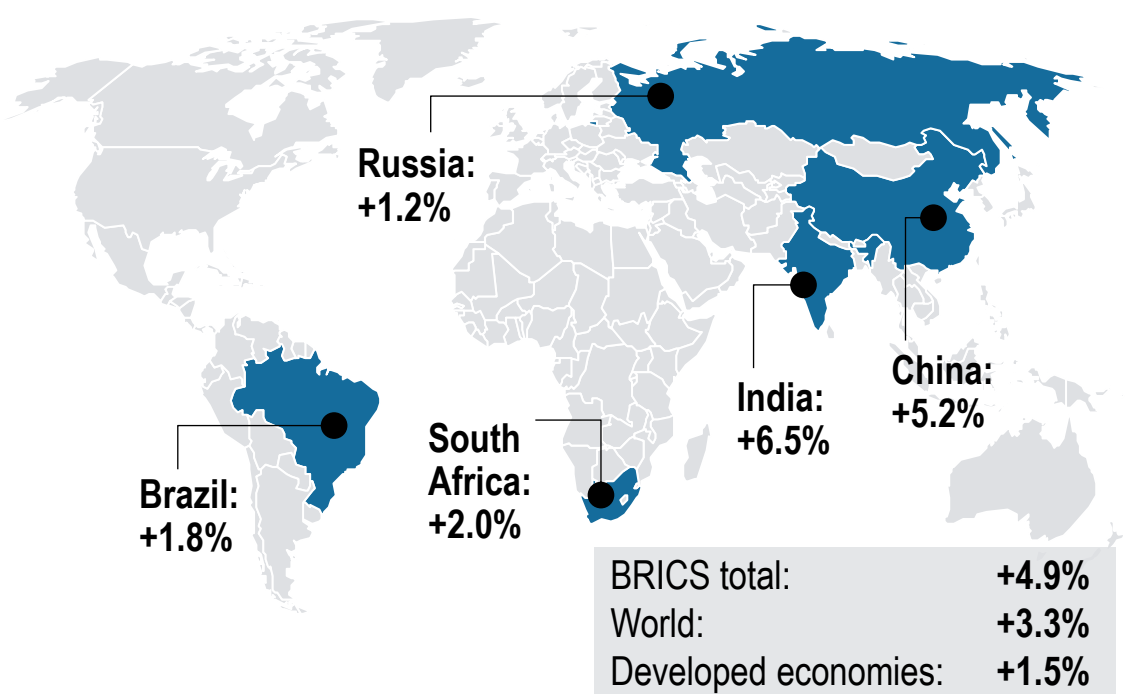 Russia:
+1.2%
China:
+5.2%
India:
+6.5%
South
Africa:
+2.0%
Brazil:
+1.8%
BRICS total: +4.9%
World: +3.3%
Developed economies: +1.5%